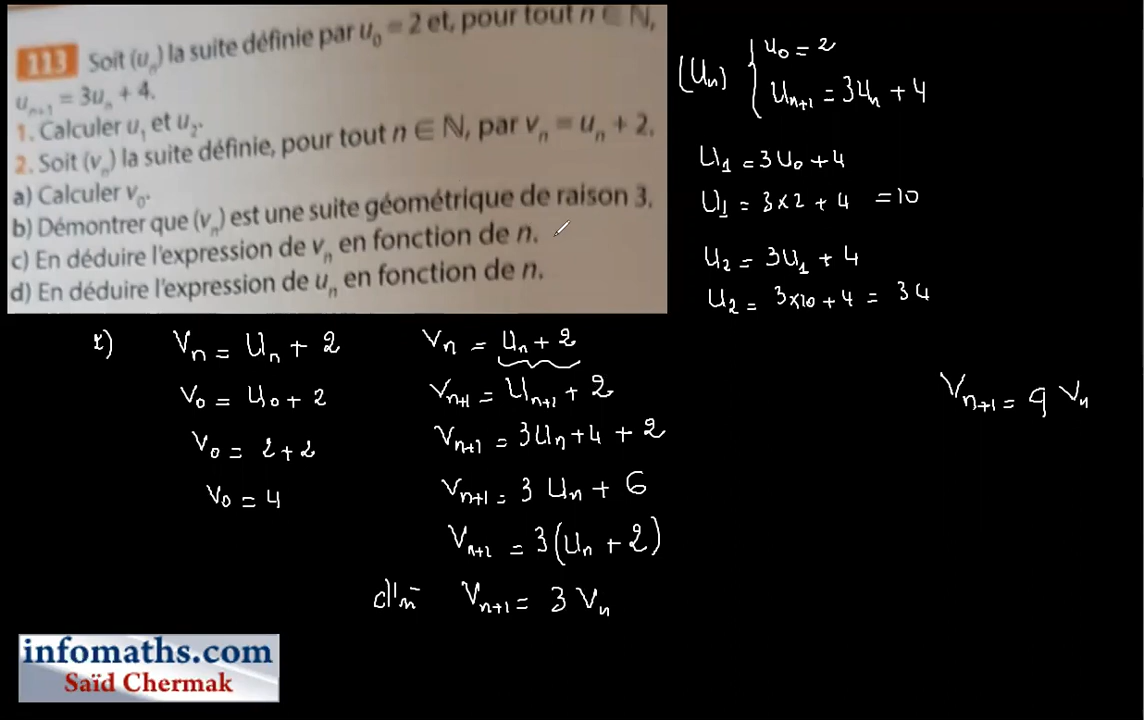 113 Soit (uₙ) la suite définie par u₀ = 2 et, pour tout n ∈ ℕ,
uₙ₊₁ = 3uₙ + 4.
1. Calculer u₁ et u₂.
2. Soit (vₙ) la suite définie, pour tout n ∈ ℕ, par vₙ = uₙ + 2.
a) Calculer v₀.
b) Démontrer que (vₙ) est une suite géométrique de raison 3.
c) En déduire l'expression de vₙ en fonction de n.
d) En déduire l'expression de uₙ en fonction de n.
(Uₙ) { u₀ = 2
Uₙ₊₁ = 3Uₙ + 4
U₁ = 3U₀ + 4
U₁ = 3×2 + 4 = 10
U₂ = 3U₁ + 4
U₂ = 3×10 + 4 = 34
2) Vₙ = Uₙ + 2
V₀ = U₀ + 2
V₀ = 2 + 2
V₀ = 4
Vₙ = Uₙ + 2
Vₙ₊₁ = Uₙ₊₁ + 2
Vₙ₊₁ = 3Uₙ + 4 + 2
Vₙ₊₁ = 3 Uₙ + 6
Vₙ₊₁ = 3(Uₙ + 2)
Vₙ₊₁ = 3 Vₙ
Vₙ₊₁ = q Vₙ
infomaths.com
Saïd Chermak